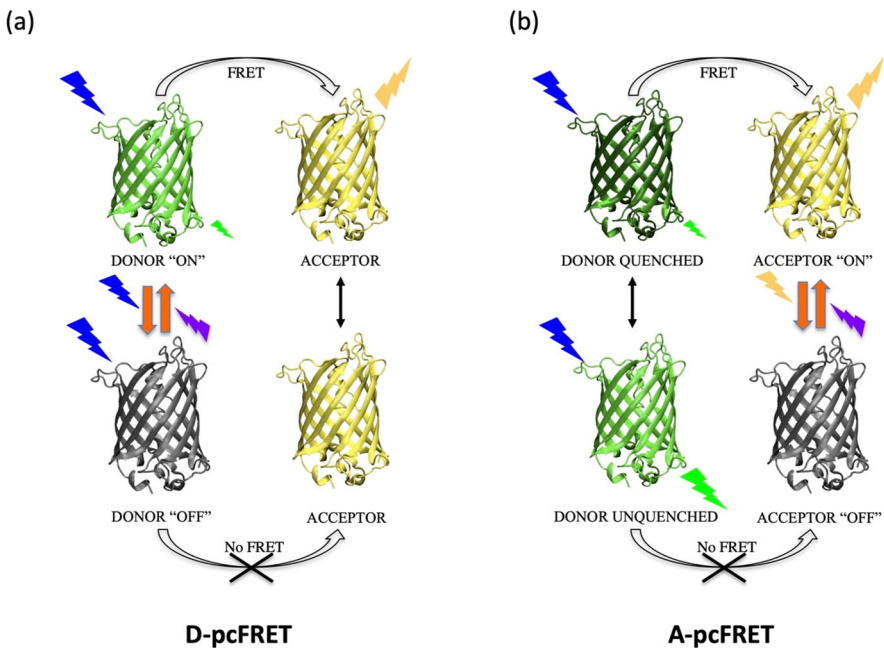 (a)
FRET
DONOR “ON”
ACCEPTOR
DONOR “OFF”
ACCEPTOR
No FRET
D-pcFRET
(b)
FRET
DONOR QUENCHED
ACCEPTOR “ON”
DONOR UNQUENCHED
ACCEPTOR “OFF”
No FRET
A-pcFRET